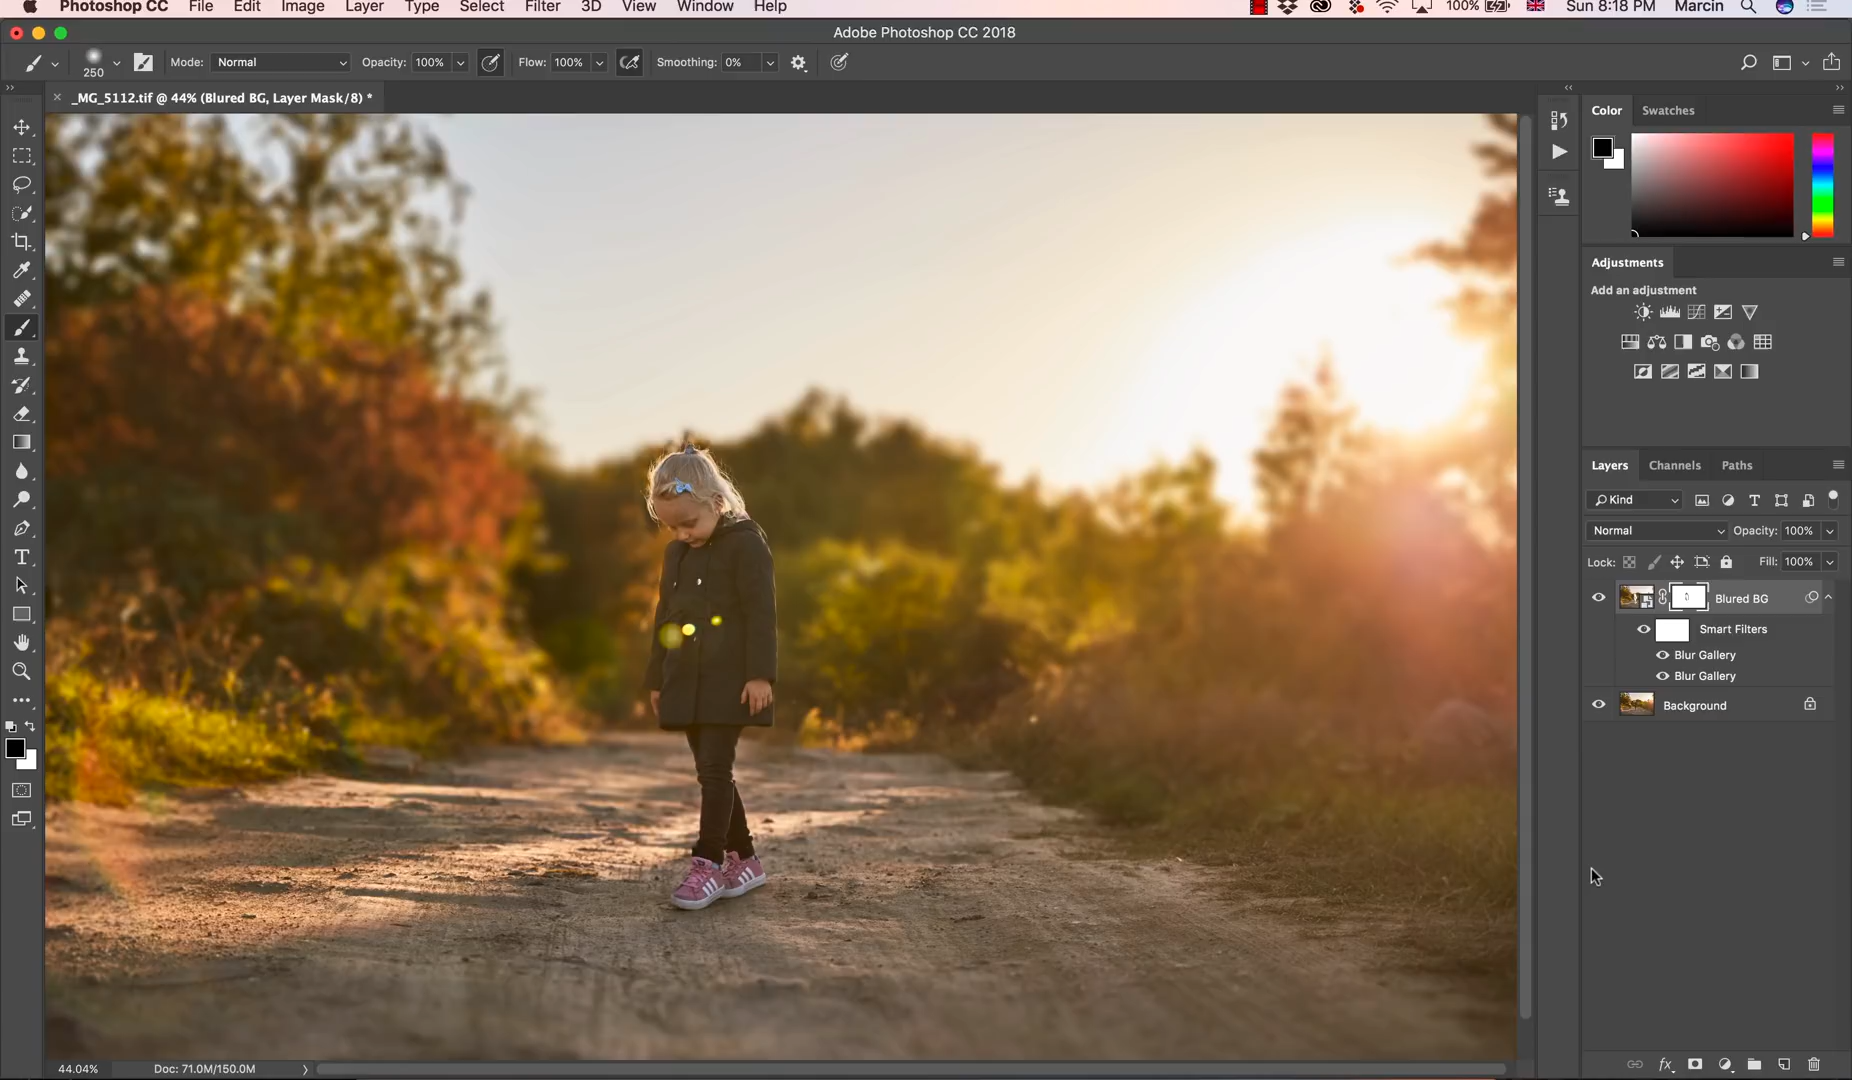 Photoshop CC File Edit Image Layer Type Select Filter 3D View Window Help 100% Sun 8:18 PM Marcin
Adobe Photoshop CC 2018
250 Mode: Normal Opacity: 100% Flow: 100% Smoothing: 0%
_MG_5112.tif @ 44% (Blured BG, Layer Mask/8) *
Color Swatches
Adjustments
Add an adjustment
Layers Channels Paths
Kind
Normal Opacity: 100%
Lock: Fill: 100%
Blured BG
Smart Filters
Blur Gallery
Blur Gallery
Background
44.04% Doc: 71.0M/150.0M